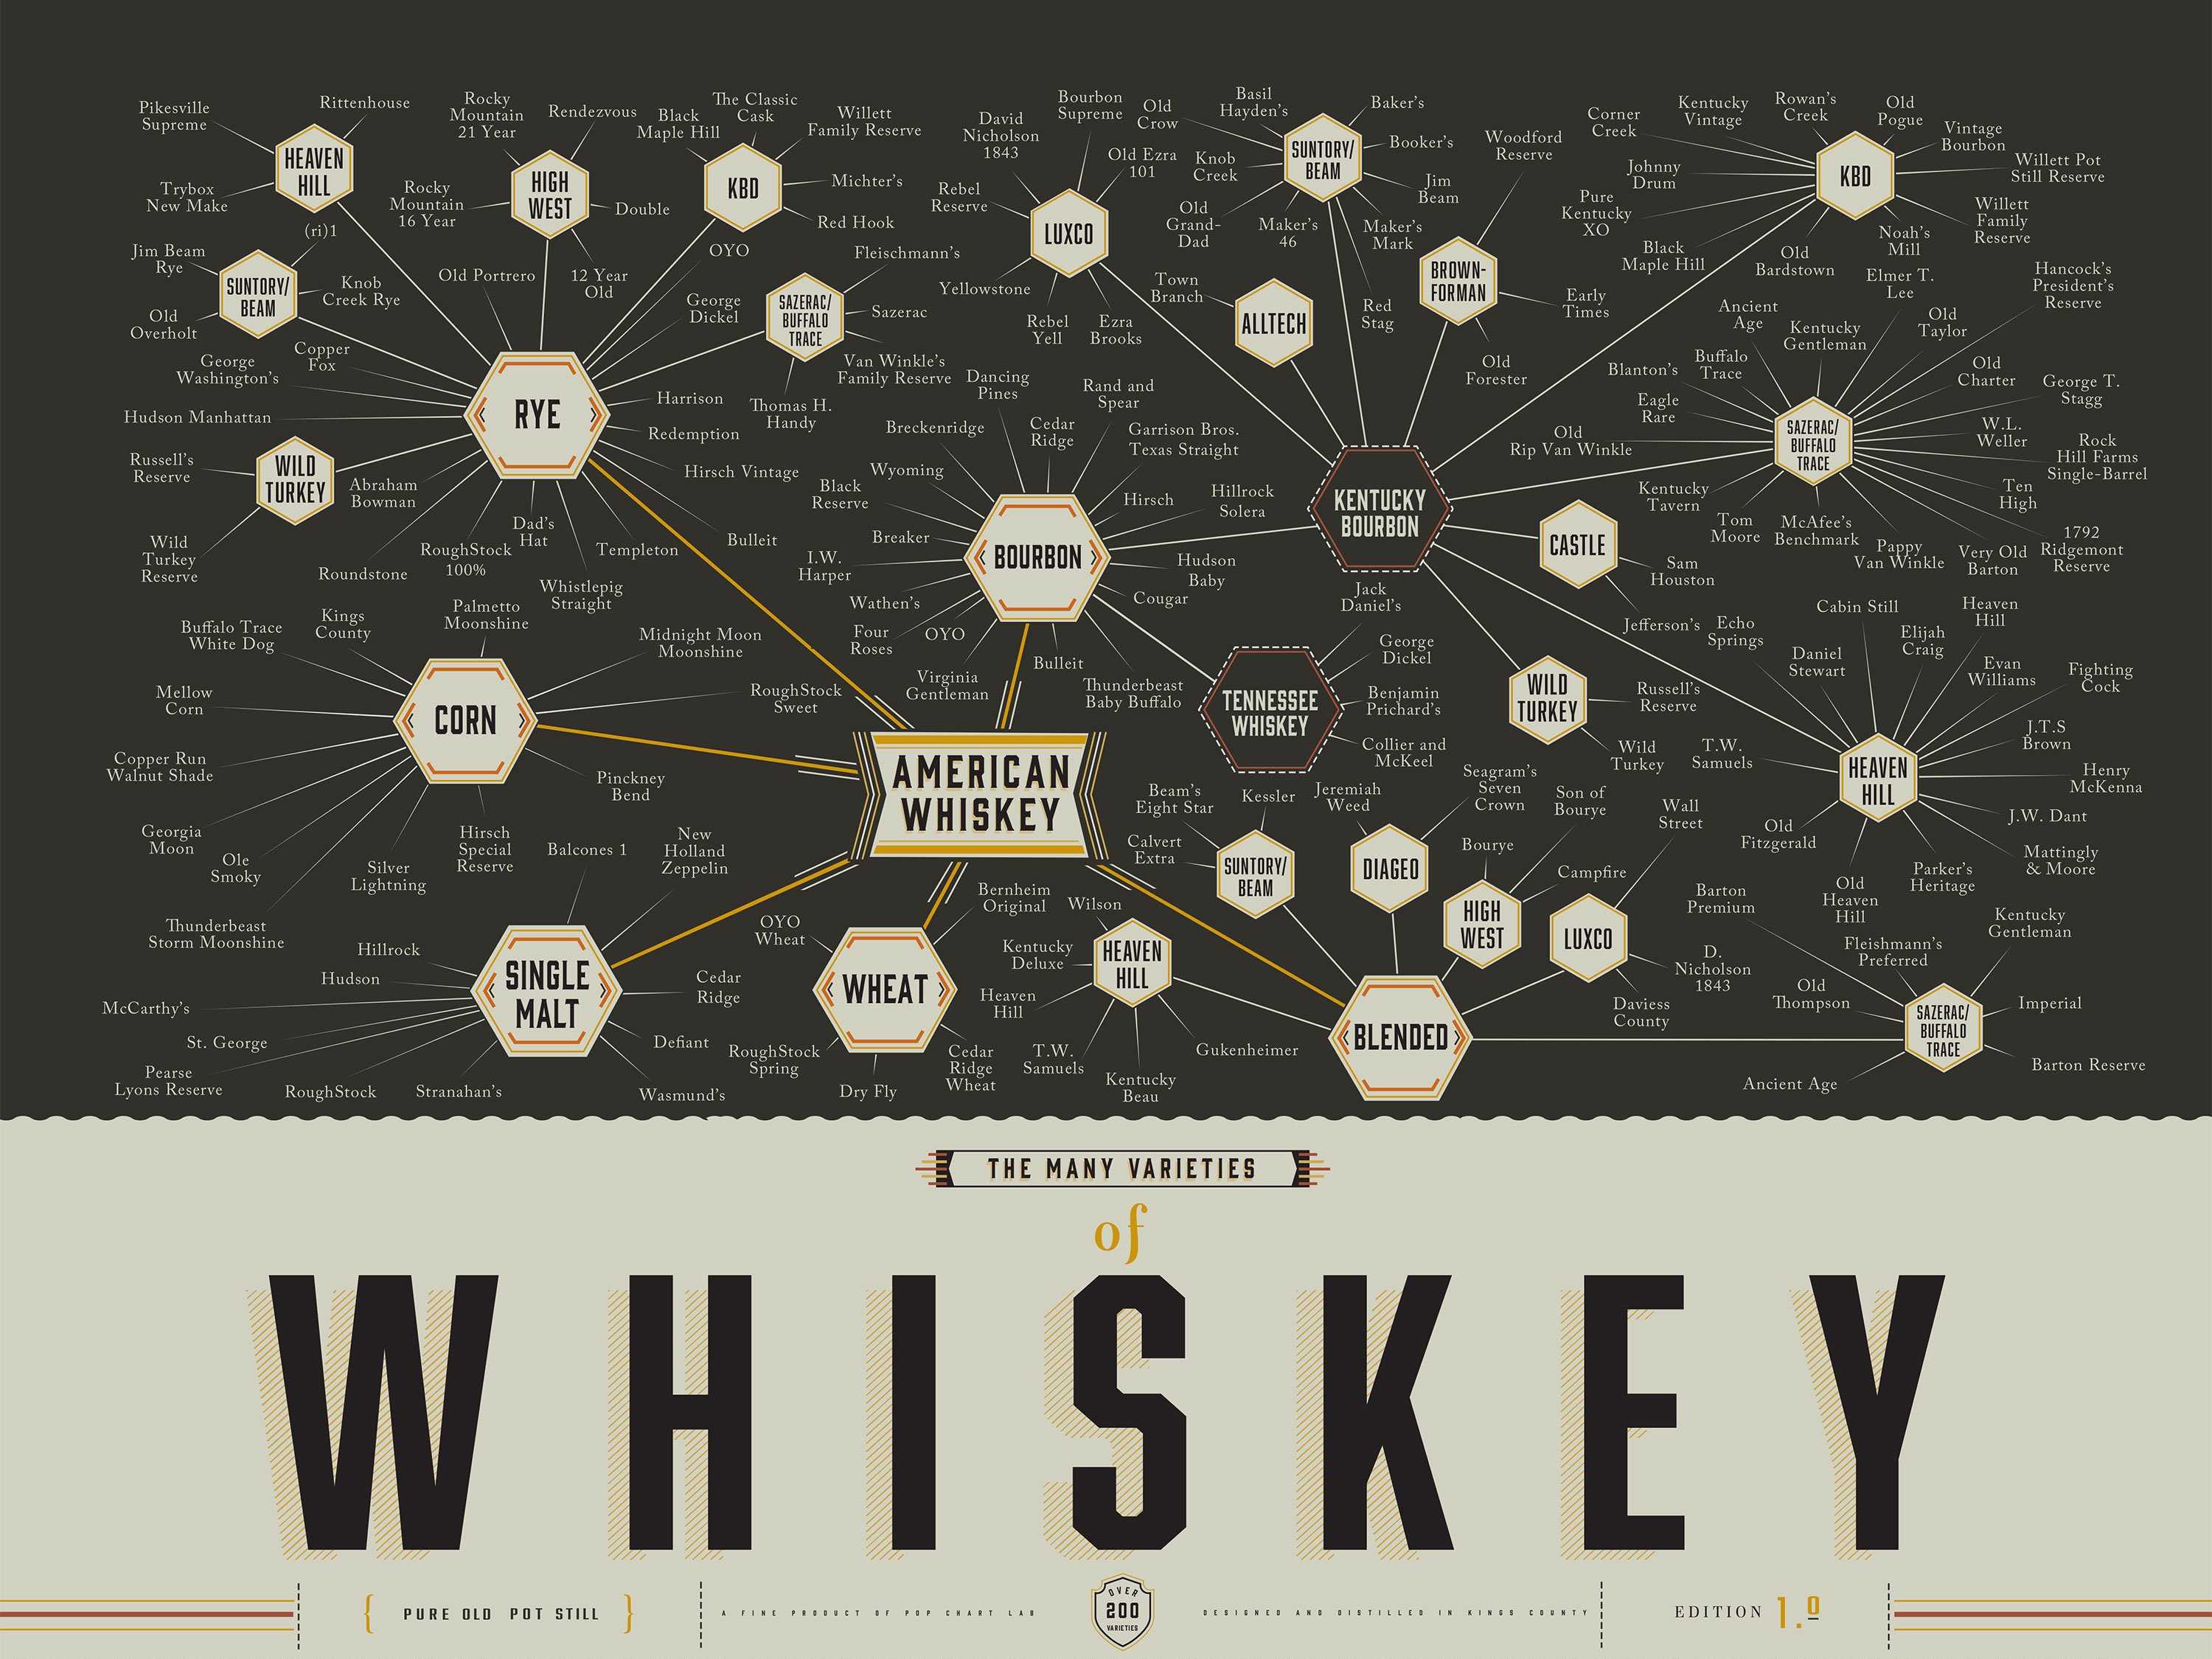 Pikesville
Supreme
Rittenhouse
HEAVEN
HILL
Trybox
New Make
Rocky
Mountain
21 Year
Rendezvous
HIGH
WEST
Rocky
Mountain
16 Year
Double
12 Year
Old
Black
Maple Hill
The Classic
Cask
Willett
Family Reserve
KBD
Michter's
Red Hook
(ri)1
Jim Beam
Rye
SUNTORY/
BEAM
Knob
Creek Rye
Old
Overholt
Old Portrero
OYO
George
Dickel
Fleischmann's
SAZERAC/
BUFFALO
TRACE
Sazerac
Van Winkle's
Family Reserve
Thomas H.
Handy
George
Washington's
Copper
Fox
Hudson Manhattan
RYE
Harrison
Redemption
Hirsch Vintage
Bulleit
Templeton
Whistlepig
Straight
Dad's
Hat
RoughStock
100%
Roundstone
Abraham
Bowman
WILD
TURKEY
Russell's
Reserve
Wild
Turkey
Reserve
David
Nicholson
1843
Bourbon
Supreme
Old Ezra
101
Rebel
Reserve
LUXCO
Yellowstone
Rebel
Yell
Ezra
Brooks
Old
Crow
Basil
Hayden's
Baker's
SUNTORY/
BEAM
Booker's
Knob
Creek
Jim
Beam
Old
Grand-
Dad
Maker's
46
Maker's
Mark
Red
Stag
Woodford
Reserve
BROWN-
FORMAN
Early
Times
Old
Forester
Town
Branch
ALLTECH
Corner
Creek
Kentucky
Vintage
Rowan's
Creek
Old
Pogue
Vintage
Bourbon
Johnny
Drum
KBD
Willett Pot
Still Reserve
Pure
Kentucky
XO
Willett
Family
Reserve
Black
Maple Hill
Old
Bardstown
Noah's
Mill
Elmer T.
Lee
Hancock's
President's
Reserve
Ancient
Age
Kentucky
Gentleman
Old
Taylor
Blanton's
Buffalo
Trace
Old
Charter
Eagle
Rare
George T.
Stagg
Old
Rip Van Winkle
SAZERAC/
BUFFALO
TRACE
W.L.
Weller
Rock
Hill Farms
Single-Barrel
Kentucky
Tavern
Ten
High
Tom
Moore
McAfee's
Benchmark
Pappy
Van Winkle
Very Old
Barton
1792
Ridgemont
Reserve
KENTUCKY
BOURBON
CASTLE
Sam
Houston
Jefferson's
WILD
TURKEY
Russell's
Reserve
Wild
Turkey
Echo
Springs
Cabin Still
Heaven
Hill
Daniel
Stewart
Elijah
Craig
Evan
Williams
Fighting
Cock
T.W.
Samuels
HEAVEN
HILL
J.T.S
Brown
Henry
McKenna
J.W. Dant
Old
Fitzgerald
Old
Heaven
Hill
Parker's
Heritage
Mattingly
& Moore
Dancing
Pines
Rand and
Spear
Breckenridge
Cedar
Ridge
Garrison Bros.
Texas Straight
Wyoming
Black
Reserve
Hirsch
Hillrock
Solera
Breaker
BOURBON
I.W.
Harper
Hudson
Baby
Wathen's
Cougar
Four
Roses
OYO
Virginia
Gentleman
Bulleit
Thunderbeast
Baby Buffalo
Jack
Daniel's
George
Dickel
TENNESSEE
WHISKEY
Benjamin
Prichard's
Collier and
McKeel
Buffalo Trace
White Dog
Kings
County
Palmetto
Moonshine
Midnight Moon
Moonshine
Mellow
Corn
CORN
RoughStock
Sweet
Copper Run
Walnut Shade
Pinckney
Bend
Georgia
Moon
Ole
Smoky
Silver
Lightning
Hirsch
Special
Reserve
Thunderbeast
Storm Moonshine
AMERICAN
WHISKEY
Balcones 1
New
Holland
Zeppelin
Hillrock
Hudson
McCarthy's
SINGLE
MALT
Cedar
Ridge
St. George
Defiant
Pearse
Lyons Reserve
RoughStock
Stranahan's
Wasmund's
OYO
Wheat
Bernheim
Original
WHEAT
RoughStock
Spring
Dry Fly
Cedar
Ridge
Wheat
Wilson
Kentucky
Deluxe
HEAVEN
HILL
Heaven
Hill
T.W.
Samuels
Kentucky
Beau
Gukenheimer
Beam's
Eight Star
Kessler
Calvert
Extra
SUNTORY/
BEAM
Jeremiah
Weed
Seagram's
Seven
Crown
DIAGEO
Bourye
Son of
Bourye
Campfire
HIGH
WEST
Wall
Street
LUXCO
D.
Nicholson
1843
Daviess
County
BLENDED
Barton
Premium
Fleishmann's
Preferred
Kentucky
Gentleman
Old
Thompson
SAZERAC/
BUFFALO
TRACE
Imperial
Ancient Age
Barton Reserve
THE MANY VARIETIES
of
WHISKEY
{ PURE OLD POT STILL }
A FINE PRODUCT OF POP CHART LAB
OVER
200
VARIETIES
DESIGNED AND DISTILLED IN KINGS COUNTY
EDITION 1.0